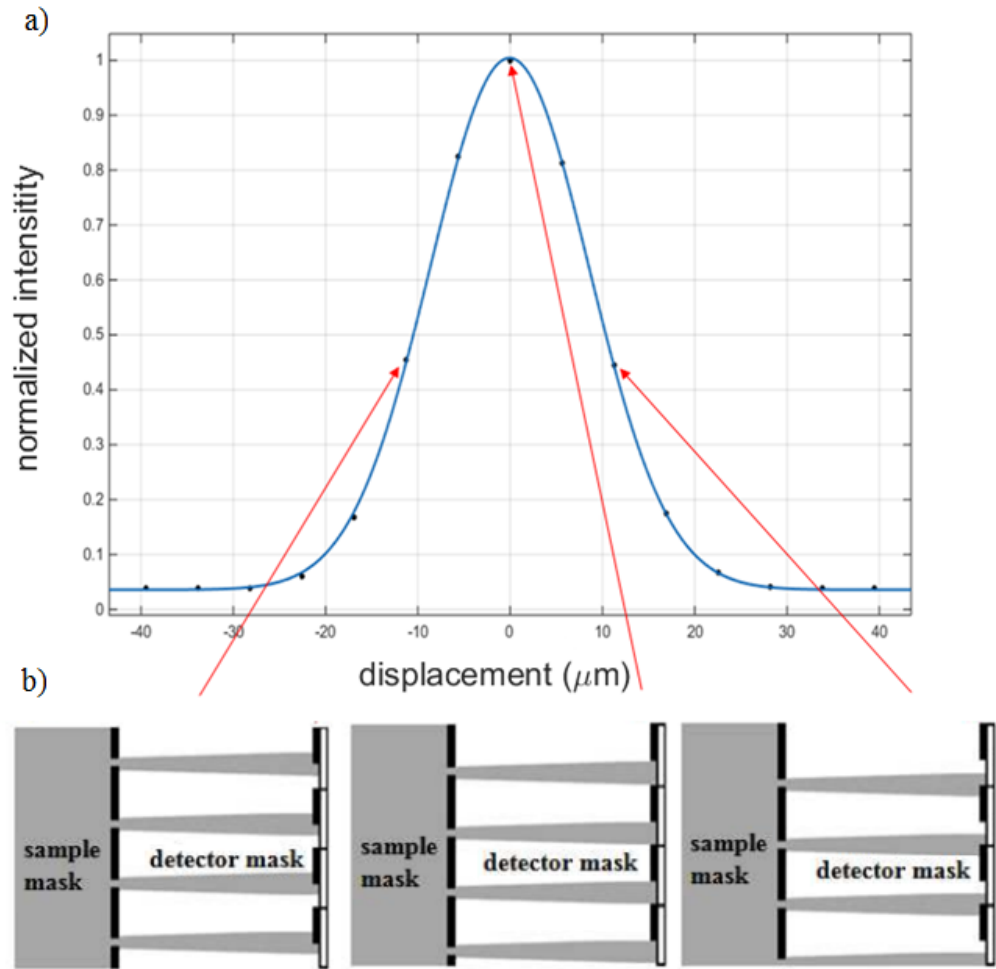 a)
normalized intensitity
1
0.9
0.8
0.7
0.6
0.5
0.4
0.3
0.2
0.1
0
-40 -30 -20 -10 0 10 20 30 40
displacement (μm)
b)
sample mask
detector mask
sample mask
detector mask
sample mask
detector mask